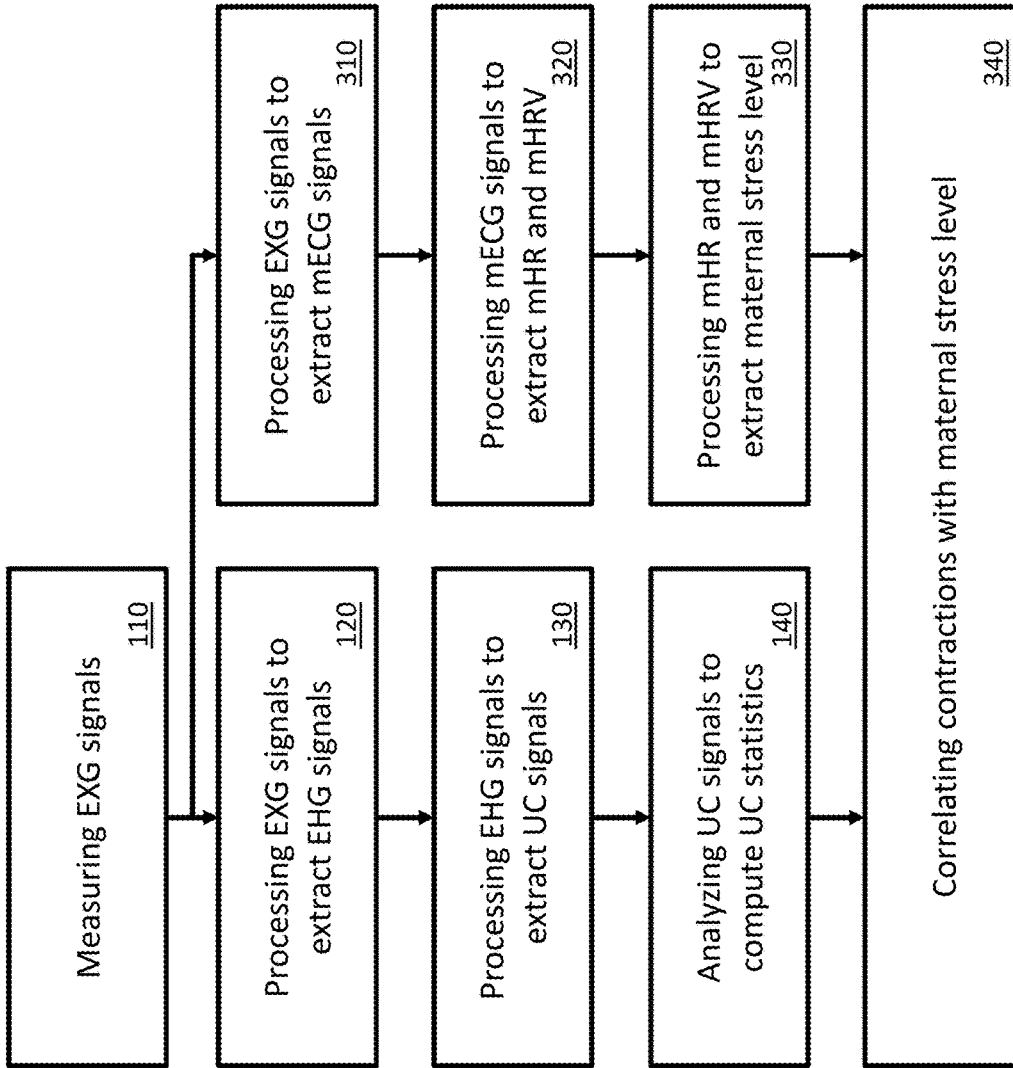 Measuring EXG signals
110
Processing EXG signals to
extract EHG signals
120
Processing EHG signals to
extract UC signals
130
Analyzing UC signals to
compute UC statistics
140
Processing EXG signals to
extract mECG signals
310
Processing mECG signals to
extract mHR and mHRV
320
Processing mHR and mHRV to
extract maternal stress level
330
Correlating contractions with maternal stress level
340